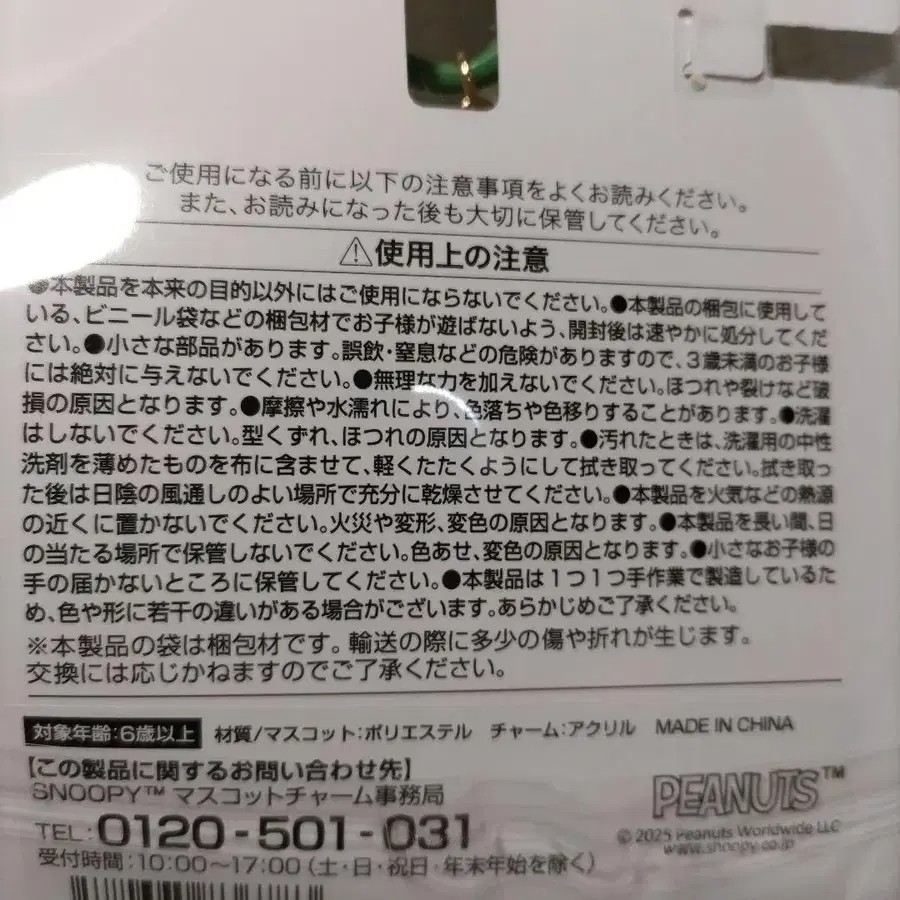 ご使用になる前に以下の注意事項をよくお読みください。
また、お読みになった後も大切に保管してください。
⚠使用上の注意
●本製品を本来の目的以外にはご使用にならないでください。●本製品の梱包に使用して
いる、ビニール袋などの梱包材でお子様が遊ばないよう、開封後は速やかに処分してくだ
さい。●小さな部品があります。誤飲・窒息などの危険がありますので、3歳未満のお子様
には絶対に与えないでください。●無理な力を加えないでください。ほつれや裂けなど破
損の原因となります。●摩擦や水濡れにより、色落ちや色移りすることがあります。●洗濯
はしないでください。型くずれ、ほつれの原因となります。●汚れたときは、洗濯用の中性
洗剤を薄めたものを布に含ませて、軽くたたくようにして拭き取ってください。拭き取っ
た後は日陰の風通しのよい場所で充分に乾燥させてください。●本製品を火気などの熱源
の近くに置かないでください。火災や変形、変色の原因となります。●本製品を長い間、日
の当たる場所で保管しないでください。色あせ、変色の原因となります。●小さなお子様の
手の届かないところに保管してください。●本製品は1つ1つ手作業で製造しているた
め、色や形に若干の違いがある場合がございます。あらかじめご了承ください。
※本製品の袋は梱包材です。輸送の際に多少の傷や折れが生じます。
交換には応じかねますのでご了承ください。
対象年齢:6歳以上 材質/マスコット:ポリエステル チャーム:アクリル MADE IN CHINA
【この製品に関するお問い合わせ先】
SNOOPY™ マスコットチャーム事務局
TEL:0120-501-031
受付時間:10:00〜17:00(土・日・祝日・年末年始を除く)
PEANUTS™
© 2025 Peanuts Worldwide LLC
www.snoopy.co.jp